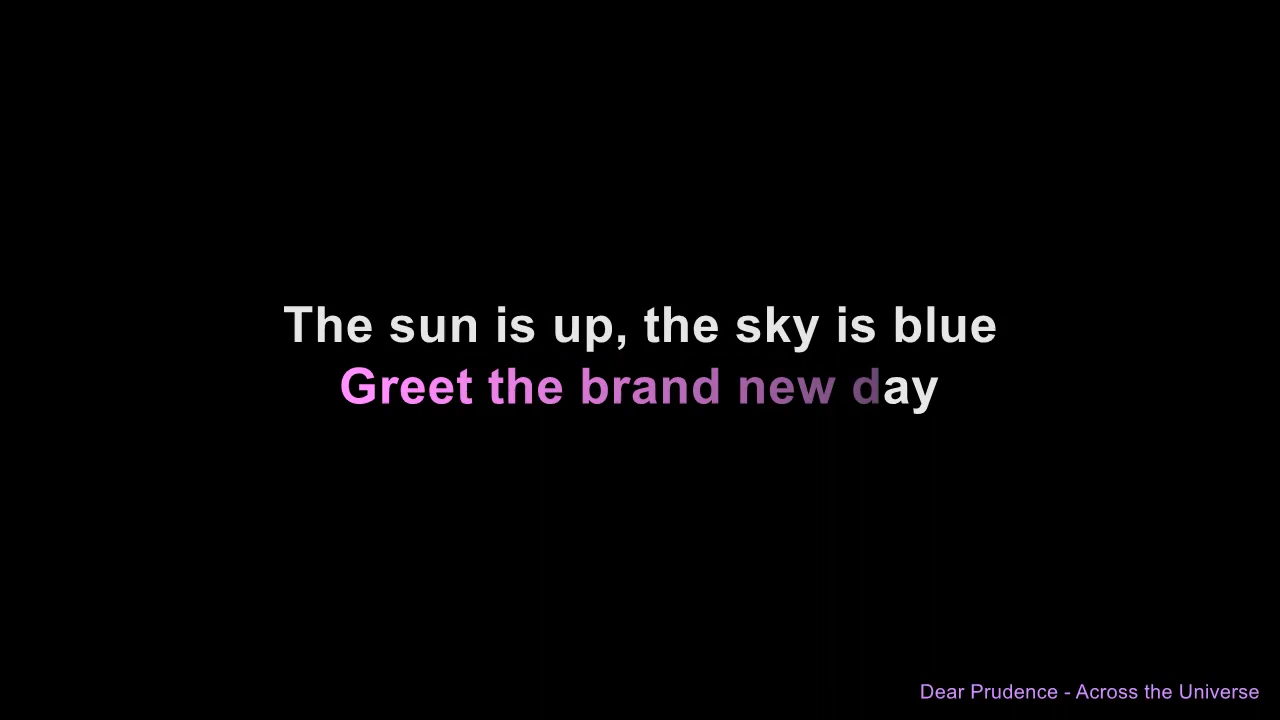 The sun is up, the sky is blue
Greet the brand new day
Dear Prudence - Across the Universe